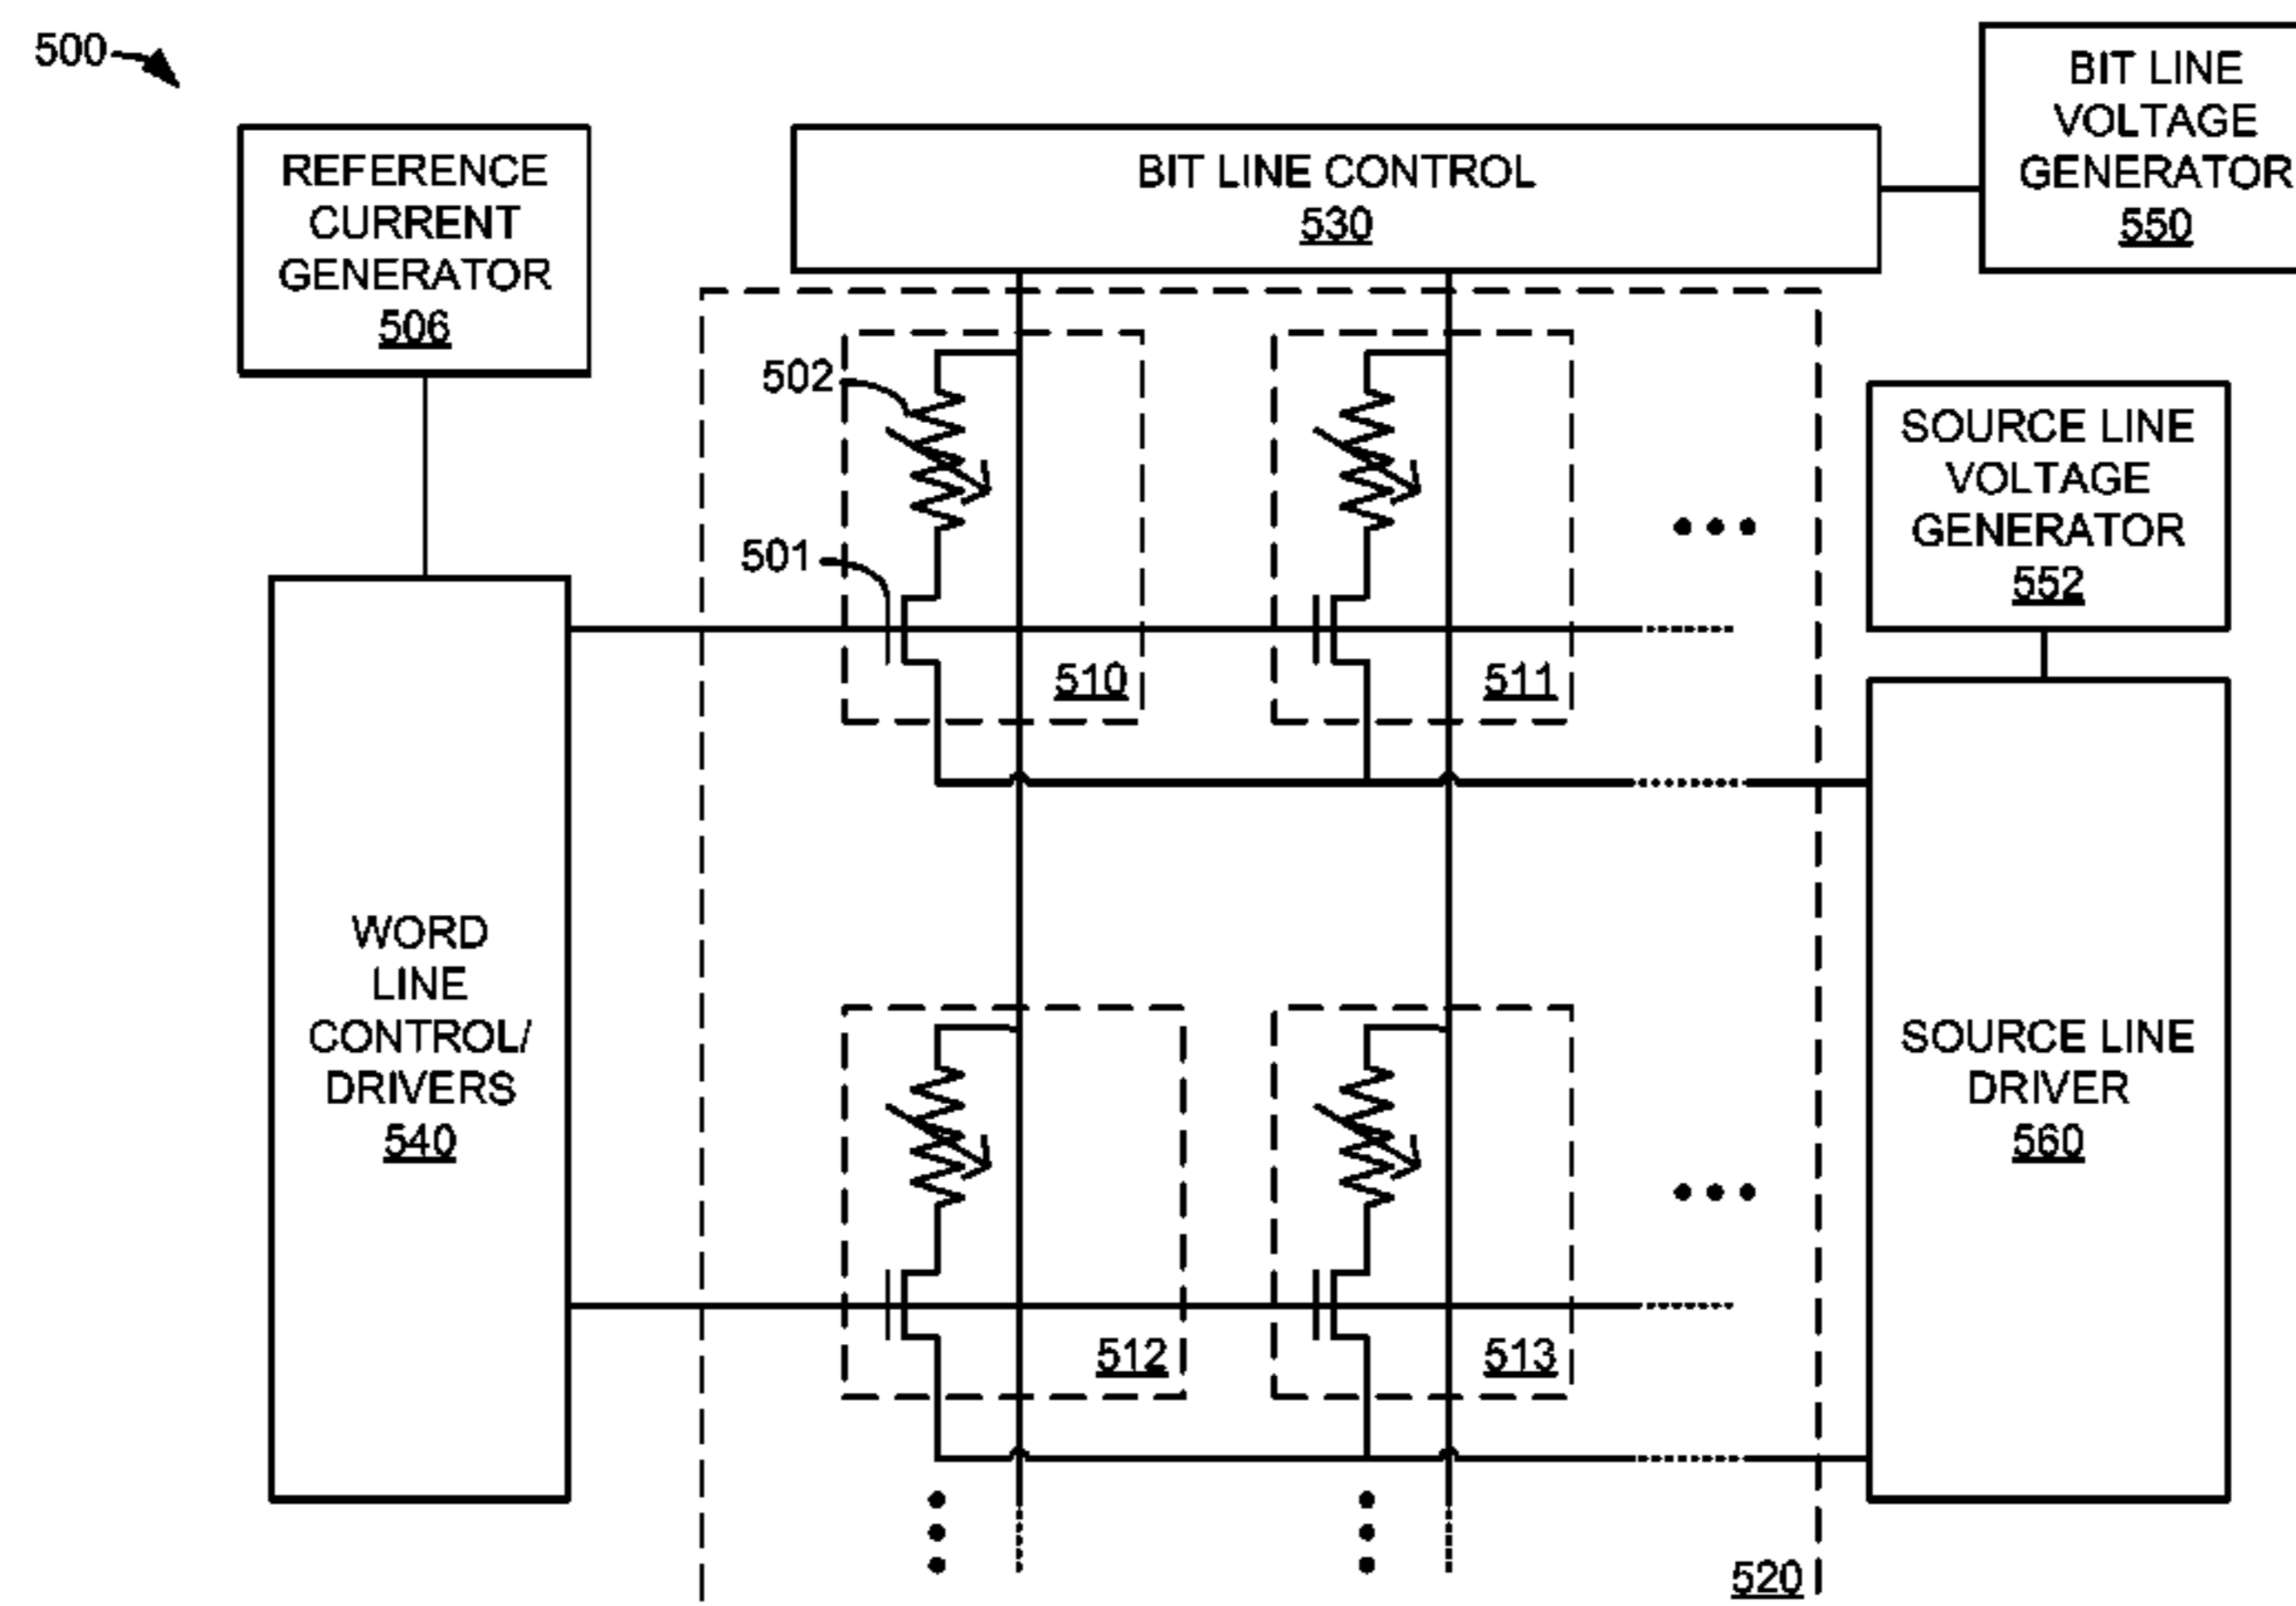 500
REFERENCE
CURRENT
GENERATOR
506
BIT LINE CONTROL
530
BIT LINE
VOLTAGE
GENERATOR
550
502
501
510
511
SOURCE LINE
VOLTAGE
GENERATOR
552
WORD
LINE
CONTROL/
DRIVERS
540
SOURCE LINE
DRIVER
560
512
513
520